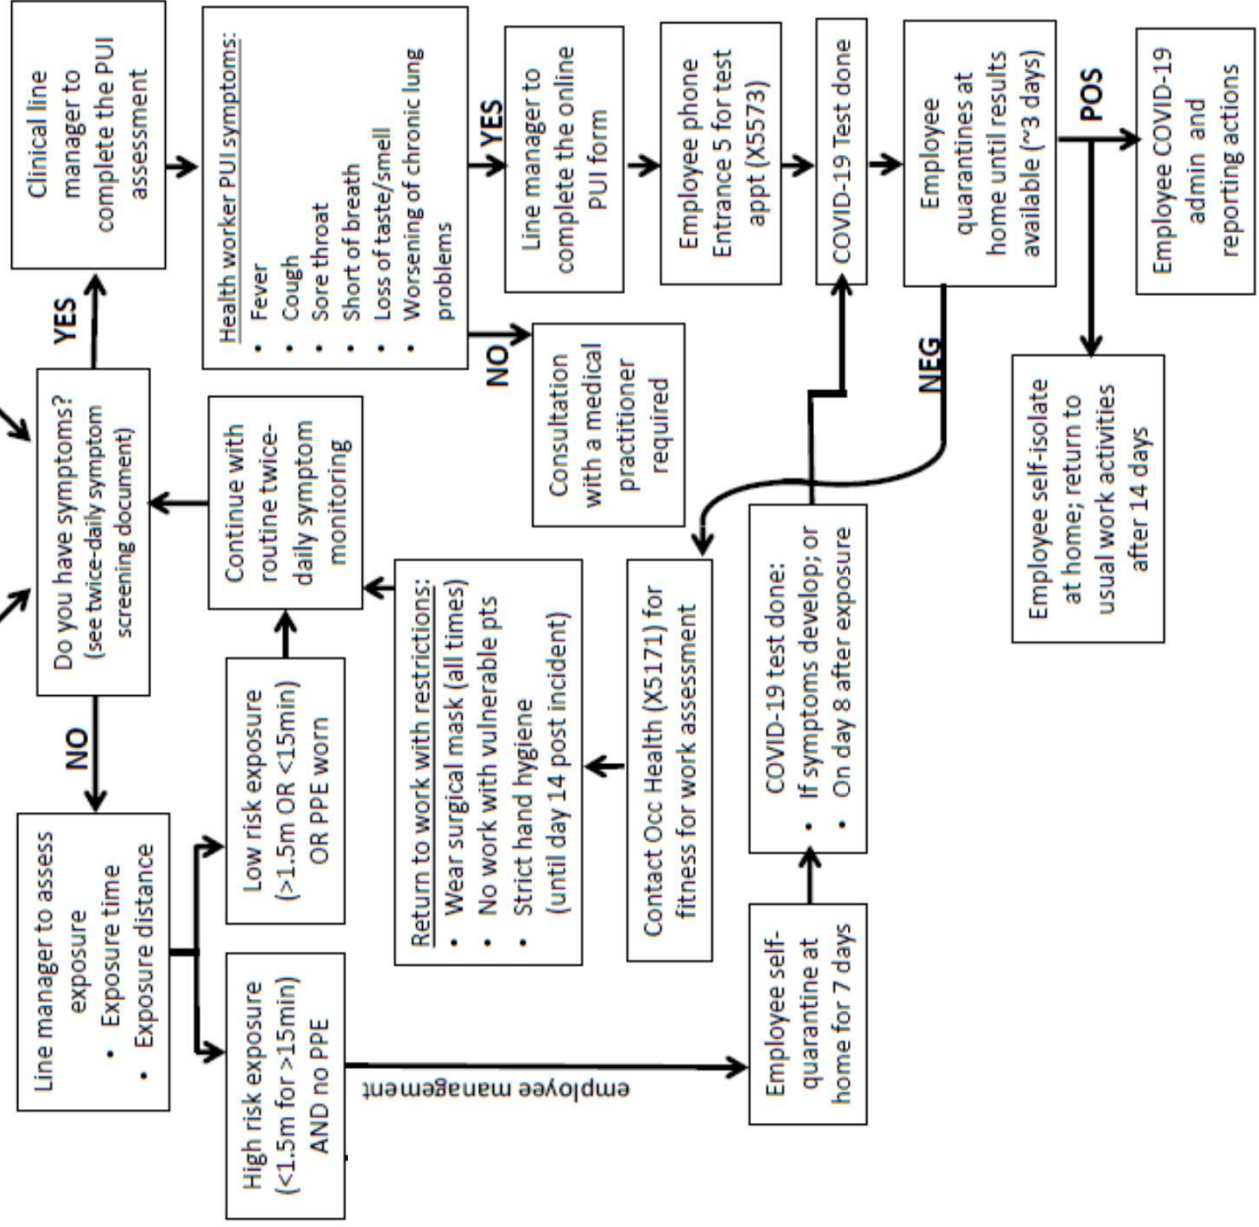 Do you have symptoms?
(see twice-daily symptom
screening document)
NO
YES
Line manager to assess
exposure
• Exposure time
• Exposure distance
Clinical line
manager to
complete the PUI
assessment
High risk exposure
(<1.5m for >15min)
AND no PPE
Low risk exposure
(>1.5m OR <15min)
OR PPE worn
Continue with
routine twice-
daily symptom
monitoring
Health worker PUI symptoms:
• Fever
• Cough
• Sore throat
• Short of breath
• Loss of taste/smell
• Worsening of chronic lung
problems
employee management
Return to work with restrictions:
• Wear surgical mask (all times)
• No work with vulnerable pts
• Strict hand hygiene
(until day 14 post incident)
NO
YES
Consultation
with a medical
practitioner
required
Line manager to
complete the online
PUI form
Contact Occ Health (X5171) for
fitness for work assessment
Employee phone
Entrance 5 for test
appt (X5573)
Employee self-
quarantine at
home for 7 days
COVID-19 test done:
• If symptoms develop; or
• On day 8 after exposure
COVID-19 Test done
NEG
Employee
quarantines at
home until results
available (~3 days)
POS
Employee self-isolate
at home; return to
usual work activities
after 14 days
Employee COVID-19
admin and
reporting actions